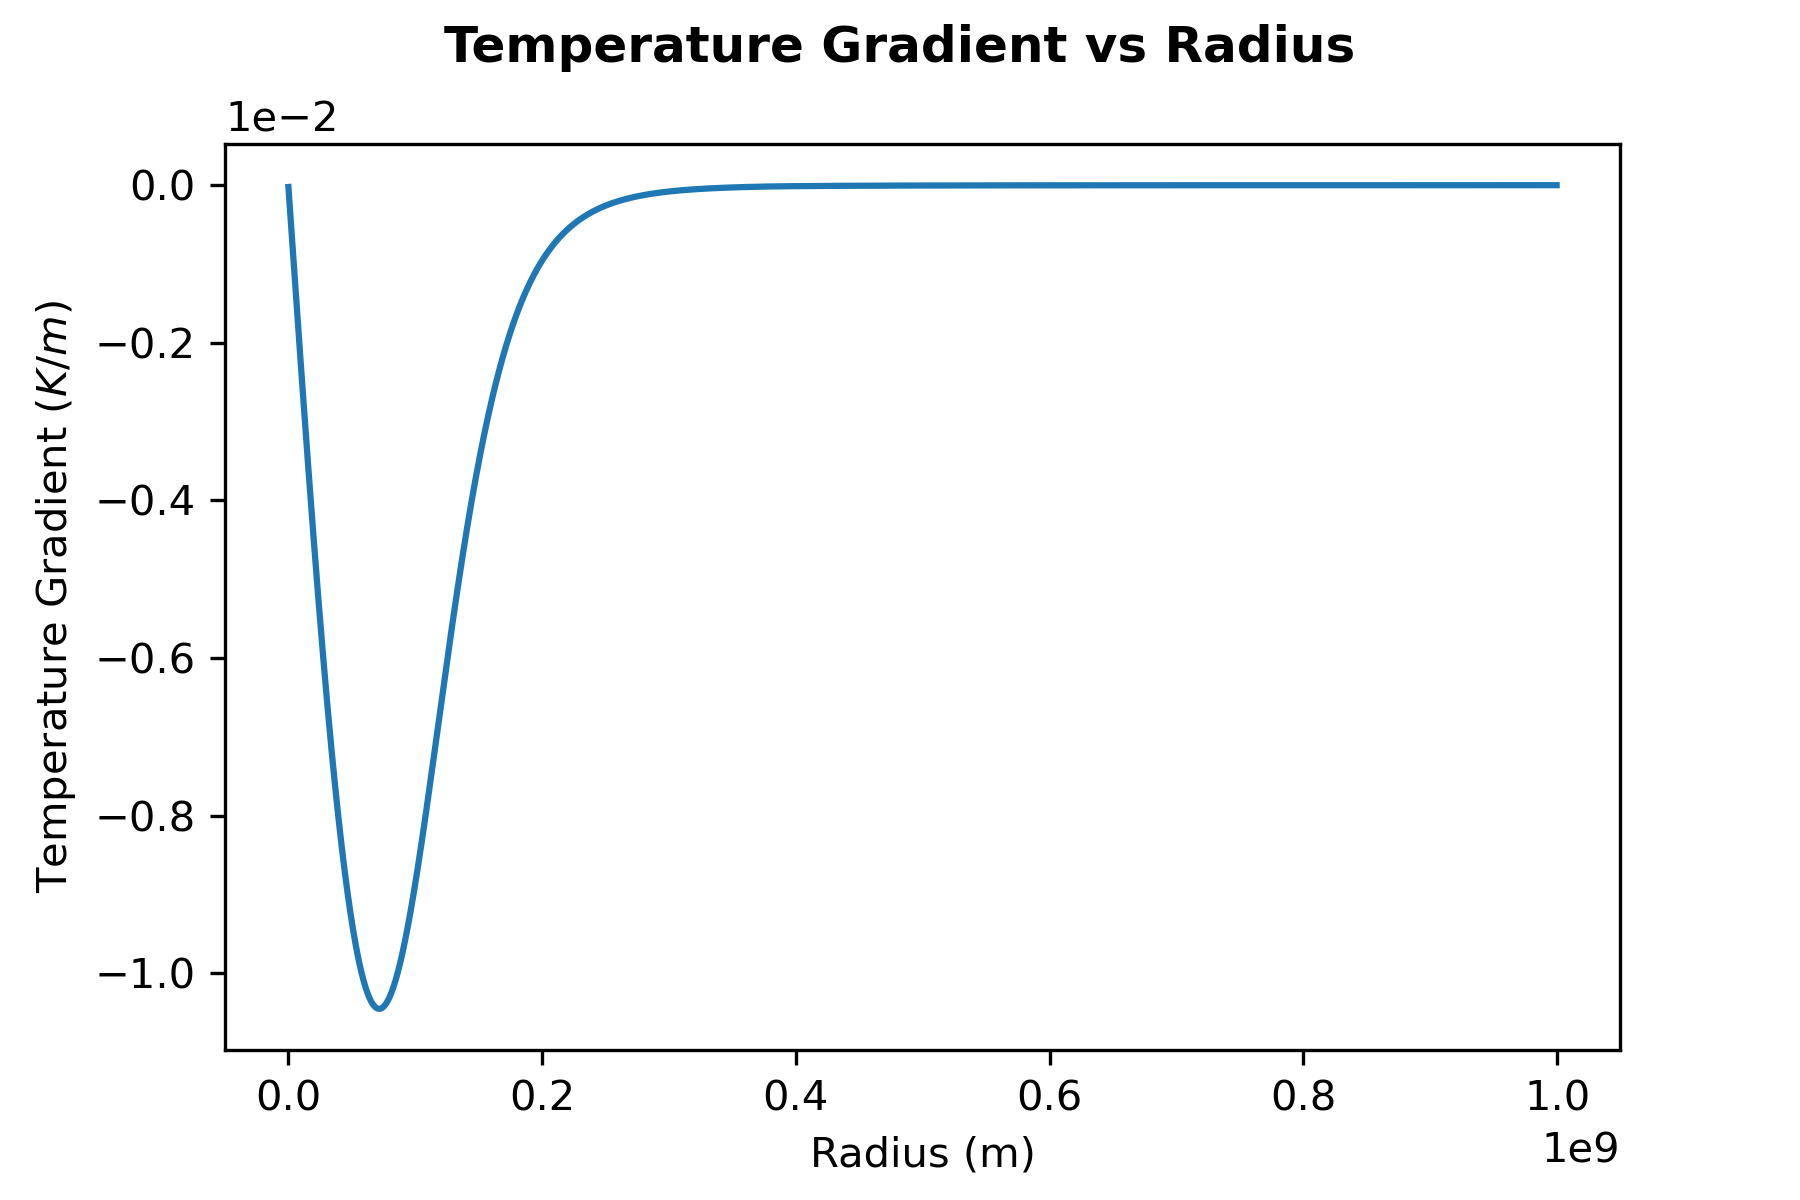 Temperature Gradient vs Radius
1e−2
0.0
−0.2
−0.4
−0.6
−0.8
−1.0
Temperature Gradient (K/m)
0.0 0.2 0.4 0.6 0.8 1.0
1e9
Radius (m)